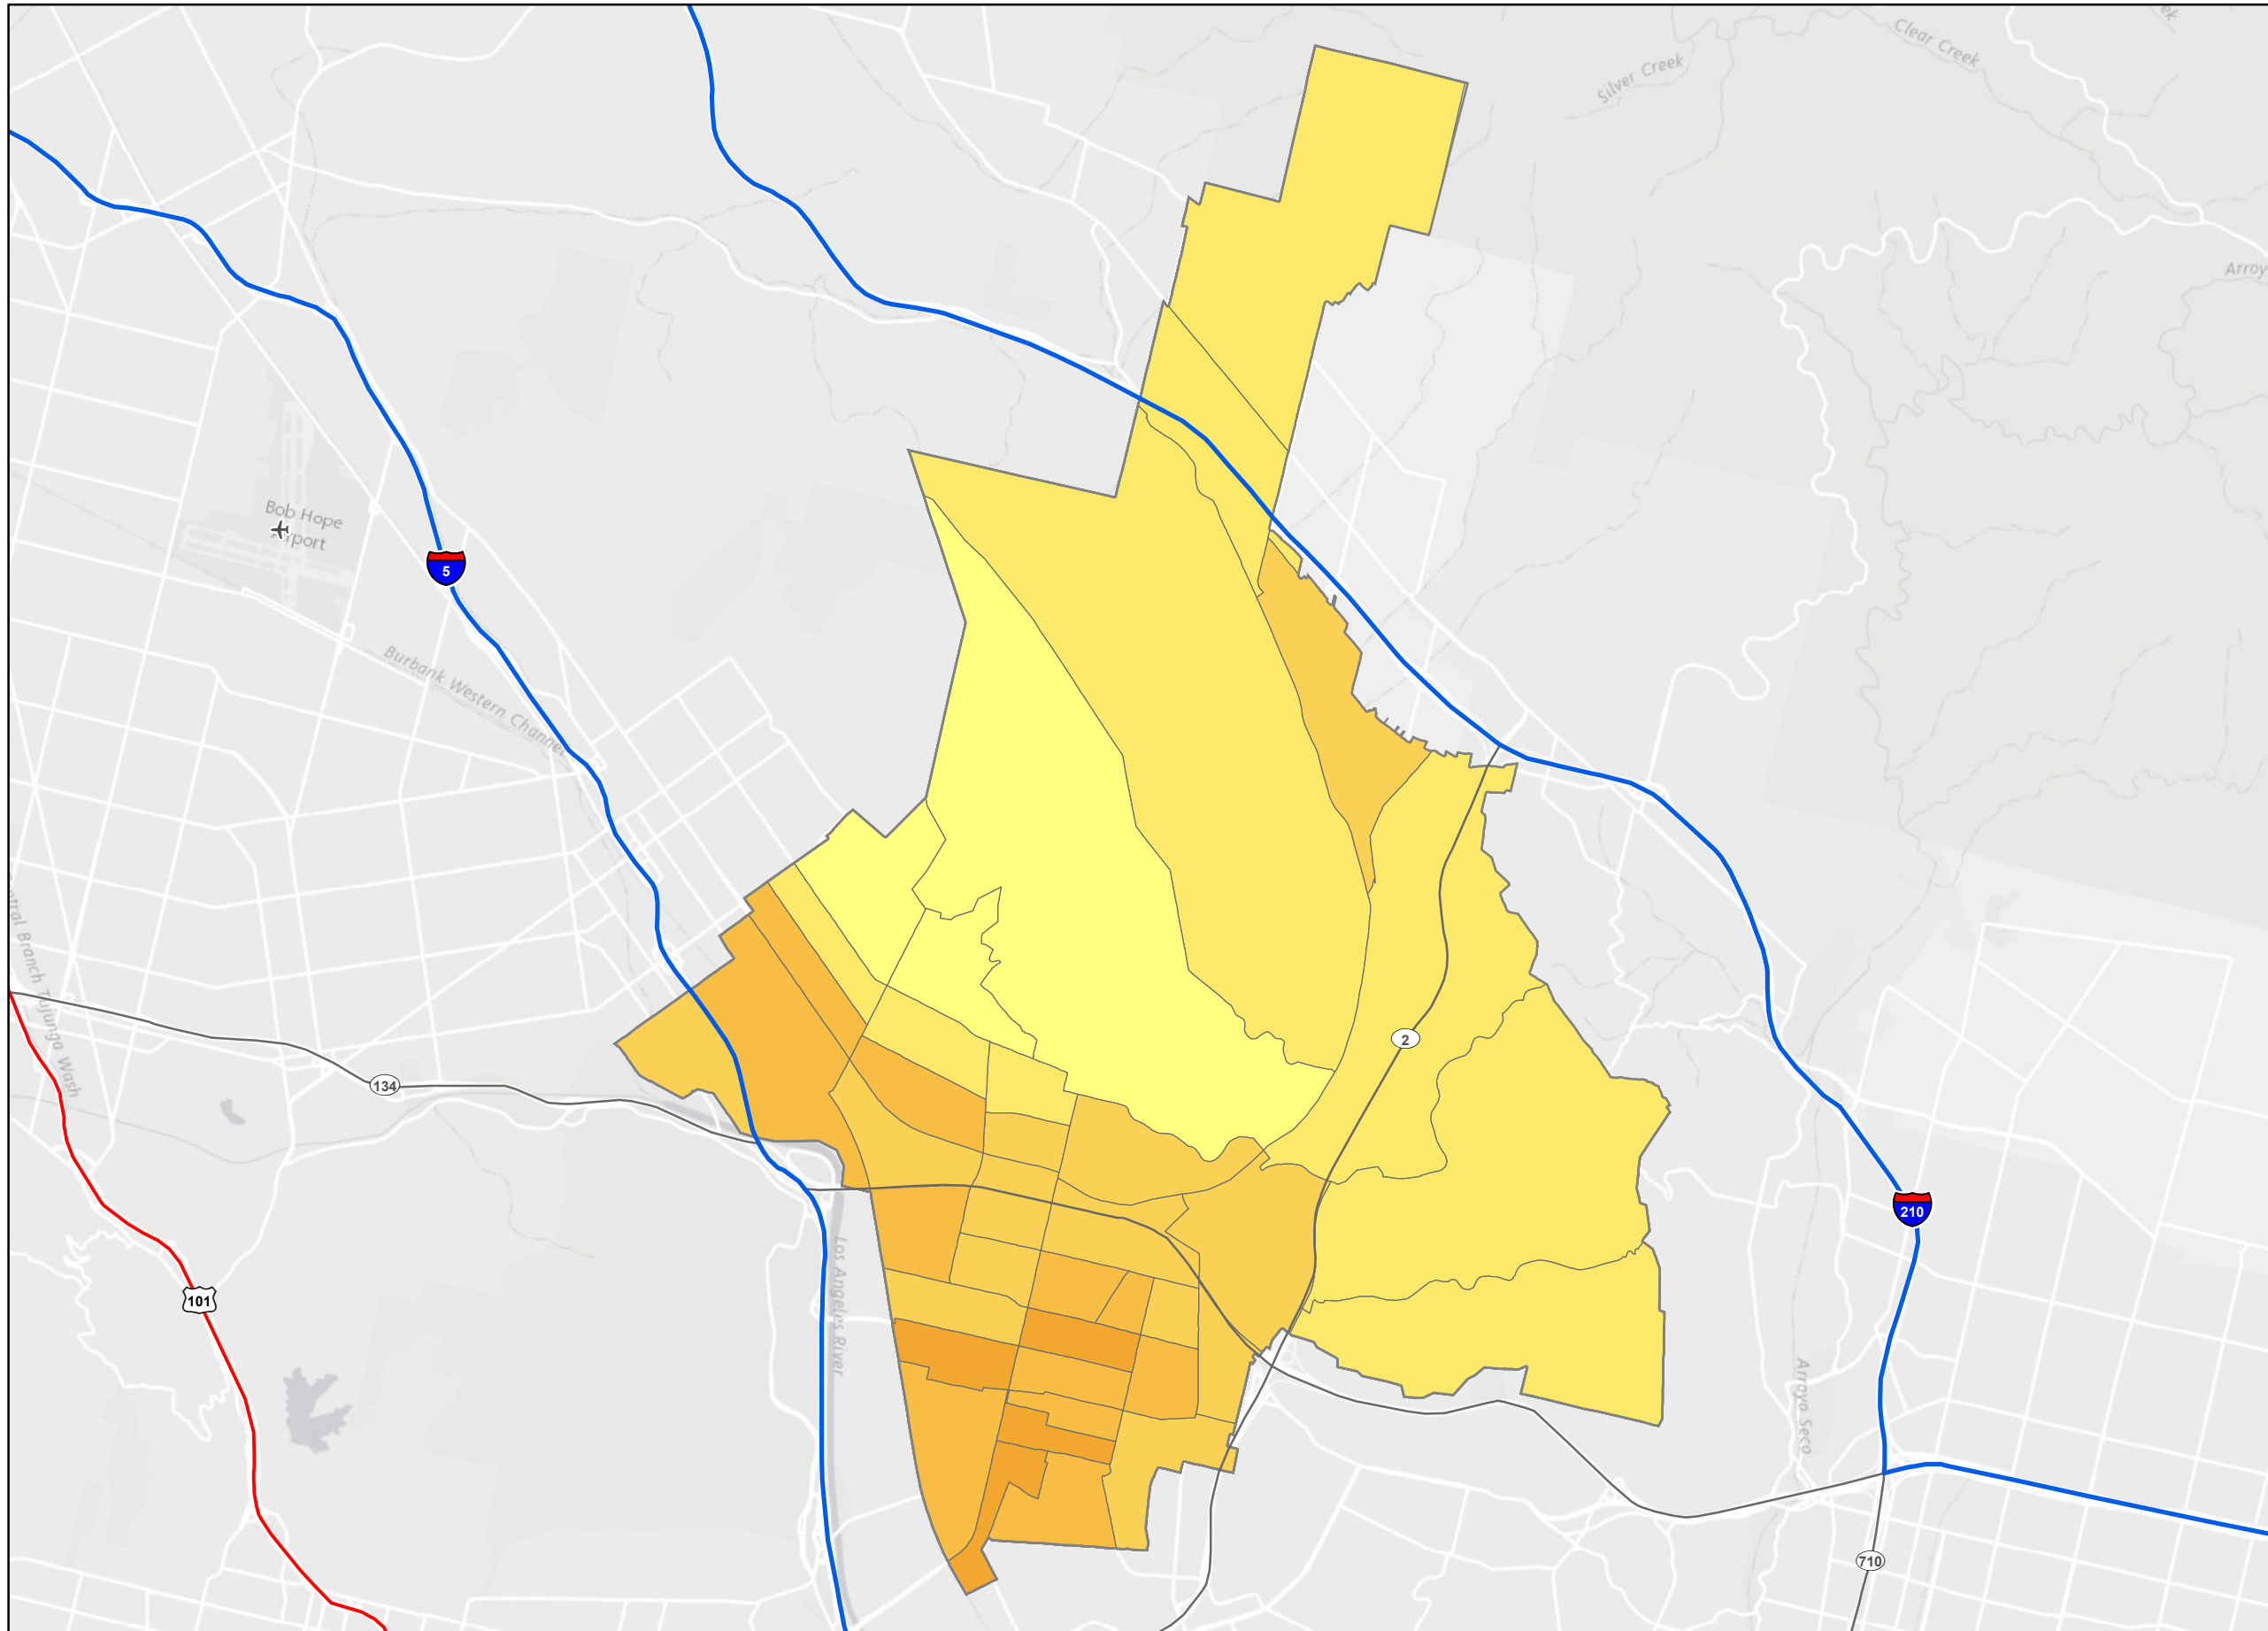 Clear Creek
Silver Creek
Arroy
Bob Hope
5
Burbank Western Channel
ntral Branch Tujunga Wash
2
134
210
101
Los Angeles River
Arroyo Seco
710